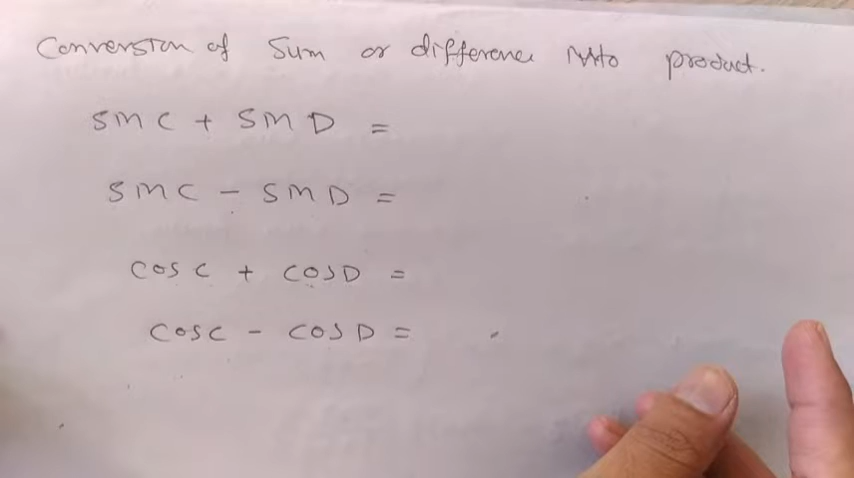 Conversion of sum or difference into product.
sin C + sin D =
sin C - sin D =
cos C + cos D =
cos C - cos D =